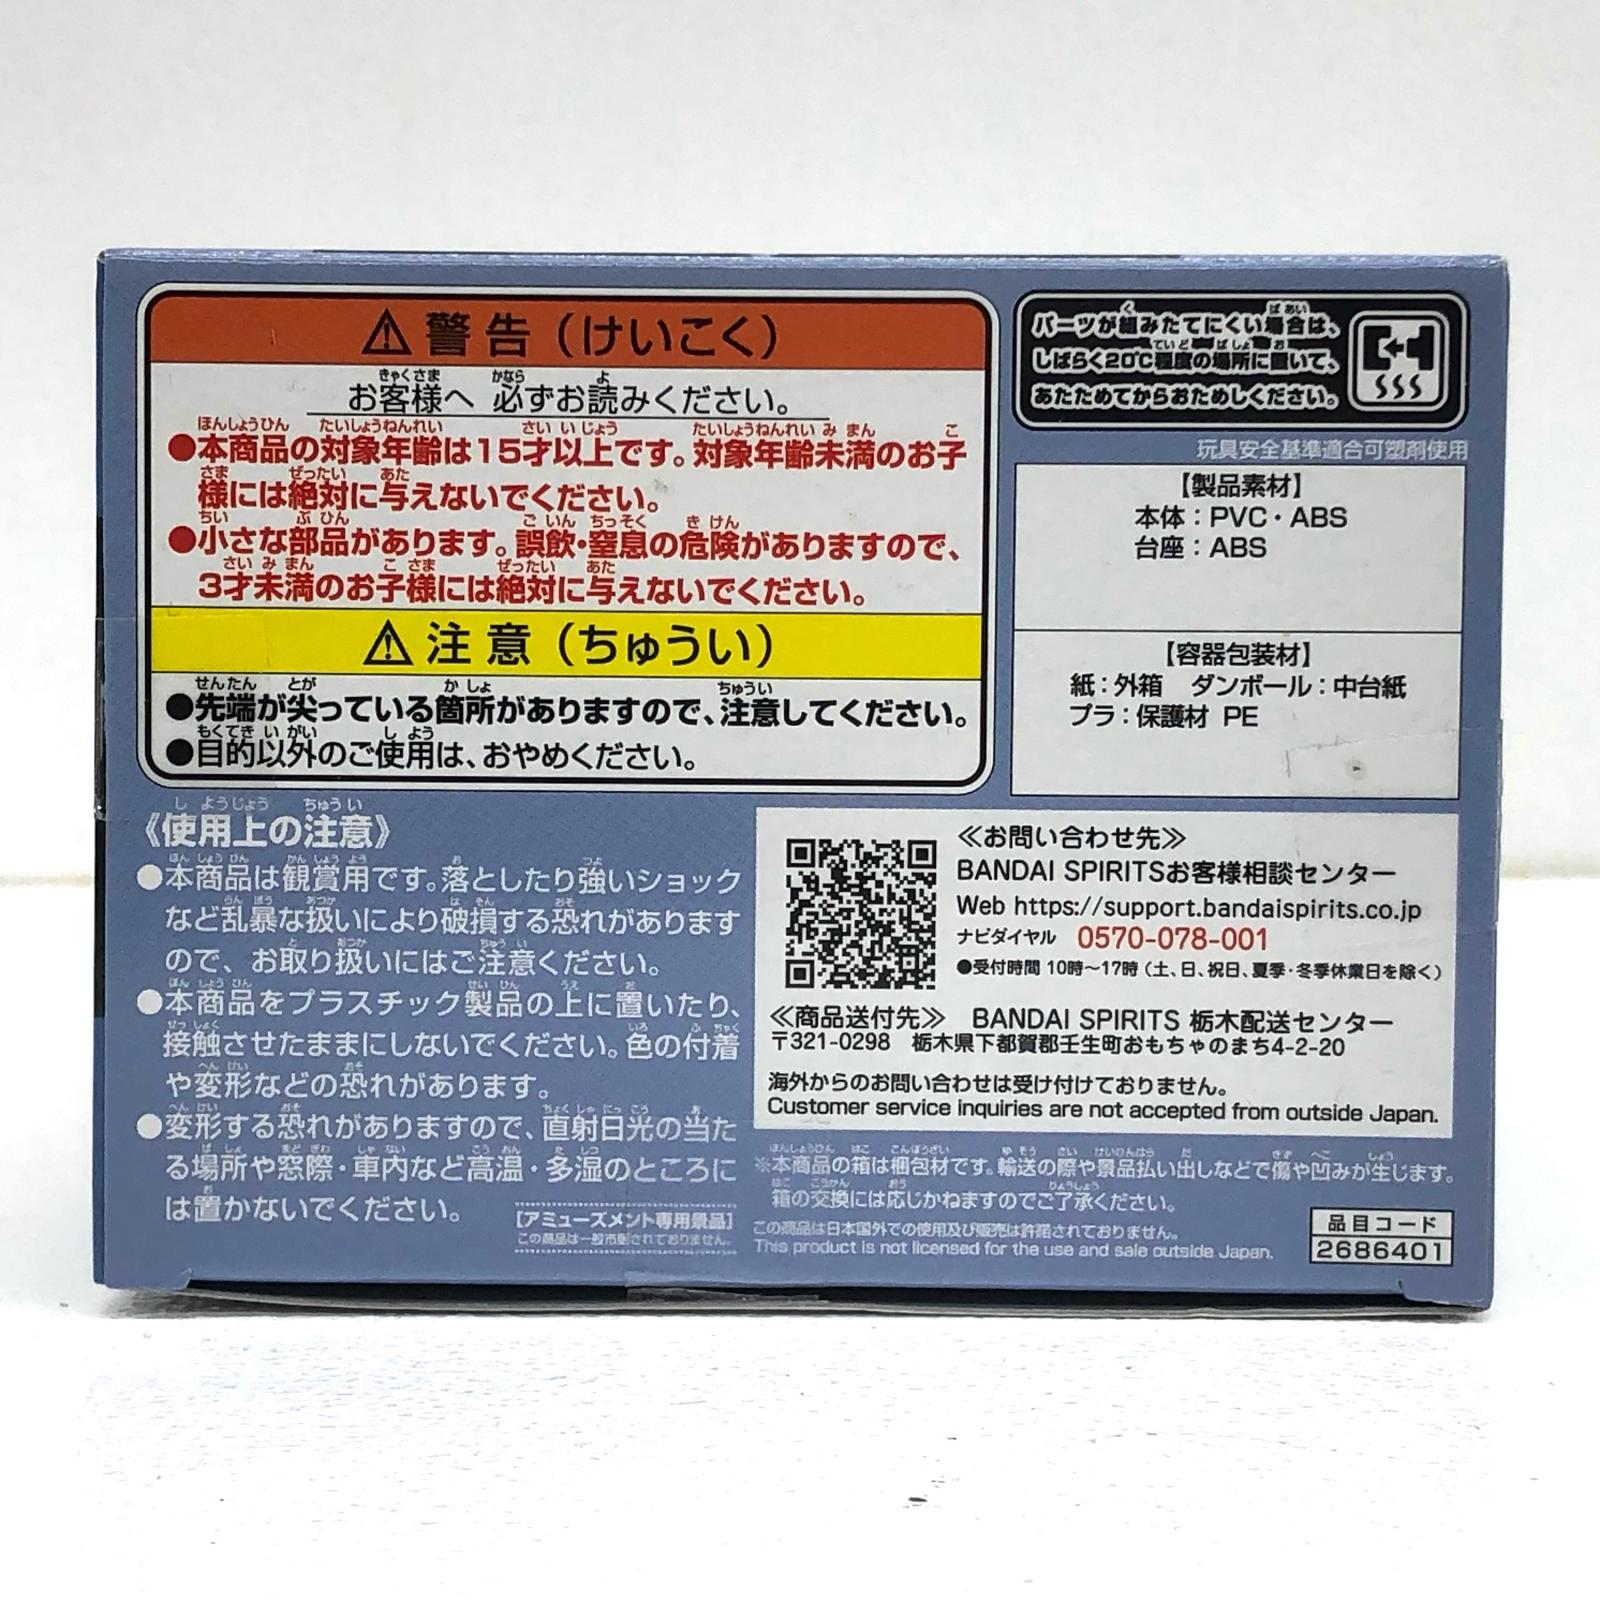 ⚠ 警告（けいこく）
お客様へ 必ずお読みください。
●本商品の対象年齢は15才以上です。対象年齢未満のお子
様には絶対に与えないでください。
●小さな部品があります。誤飲・窒息の危険がありますので、
3才未満のお子様には絶対に与えないでください。
⚠ 注意（ちゅうい）
●先端が尖っている箇所がありますので、注意してください。
●目的以外のご使用は、おやめください。
《使用上の注意》
●本商品は観賞用です。落としたり強いショック
など乱暴な扱いにより破損する恐れがあります
ので、お取り扱いにはご注意ください。
●本商品をプラスチック製品の上に置いたり、
接触させたままにしないでください。色の付着
や変形などの恐れがあります。
●変形する恐れがありますので、直射日光の当た
る場所や窓際・車内など高温・多湿のところに
は置かないでください。
[アミューズメント専用景品]
この商品は一般市販されておりません。
パーツが組みたてにくい場合は、
しばらく20℃程度の場所に置いて、
あたためてからおためしください。
玩具安全基準適合可塑剤使用
【製品素材】
本体：PVC・ABS
台座：ABS
【容器包装材】
紙：外箱 ダンボール：中台紙
プラ：保護材 PE
≪お問い合わせ先≫
BANDAI SPIRITSお客様相談センター
Web https://support.bandaispirits.co.jp
ナビダイヤル 0570-078-001
●受付時間 10時～17時（土、日、祝日、夏季・冬季休業日を除く）
≪商品送付先≫ BANDAI SPIRITS 栃木配送センター
〒321-0298 栃木県下都賀郡壬生町おもちゃのまち4-2-20
海外からのお問い合わせは受け付けておりません。
Customer service inquiries are not accepted from outside Japan.
※本商品の箱は梱包材です。輸送の際や景品払い出しなどで傷や凹みが生じます。
箱の交換には応じかねますのでご了承ください。
この商品は日本国外での使用及び販売は許諾されておりません。
This product is not licensed for the use and sale outside Japan.
品目コード
2686401